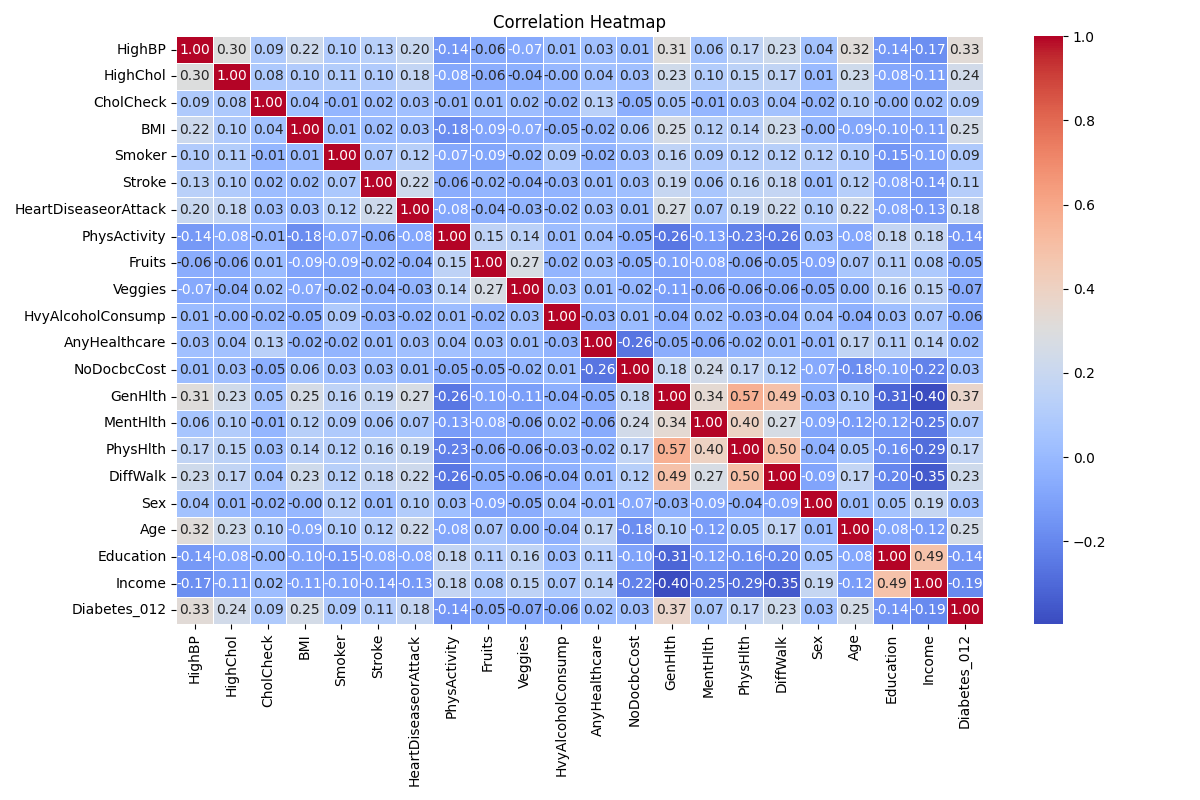 Correlation Heatmap
HighBP 1.00 0.30 0.09 0.22 0.10 0.13 0.20 -0.14 -0.06 -0.07 0.01 0.03 0.01 0.31 0.06 0.17 0.23 0.04 0.32 -0.14 -0.17 0.33
HighChol 0.30 1.00 0.08 0.10 0.11 0.10 0.18 -0.08 -0.06 -0.04 -0.00 0.04 0.03 0.23 0.10 0.15 0.17 0.01 0.23 -0.08 -0.11 0.24
CholCheck 0.09 0.08 1.00 0.04 -0.01 0.02 0.03 -0.01 0.01 0.02 -0.02 0.13 -0.05 0.05 -0.01 0.03 0.04 -0.02 0.10 -0.00 0.02 0.09
BMI 0.22 0.10 0.04 1.00 0.01 0.02 0.03 -0.18 -0.09 -0.07 -0.05 -0.02 0.06 0.25 0.12 0.14 0.23 -0.00 -0.09 -0.10 -0.11 0.25
Smoker 0.10 0.11 -0.01 0.01 1.00 0.07 0.12 -0.07 -0.09 -0.02 0.09 -0.02 0.03 0.16 0.09 0.12 0.12 0.12 0.10 -0.15 -0.10 0.09
Stroke 0.13 0.10 0.02 0.02 0.07 1.00 0.22 -0.06 -0.02 -0.04 -0.03 0.01 0.03 0.19 0.06 0.16 0.18 0.01 0.12 -0.08 -0.14 0.11
HeartDiseaseorAttack 0.20 0.18 0.03 0.03 0.12 0.22 1.00 -0.08 -0.04 -0.03 -0.02 0.03 0.01 0.27 0.07 0.19 0.22 0.10 0.22 -0.08 -0.13 0.18
PhysActivity -0.14 -0.08 -0.01 -0.18 -0.07 -0.06 -0.08 1.00 0.15 0.14 0.01 0.04 -0.05 -0.26 -0.13 -0.23 -0.26 0.03 -0.08 0.18 0.18 -0.14
Fruits -0.06 -0.06 0.01 -0.09 -0.09 -0.02 -0.04 0.15 1.00 0.27 -0.02 0.03 -0.05 -0.10 -0.08 -0.06 -0.05 -0.09 0.07 0.11 0.08 -0.05
Veggies -0.07 -0.04 0.02 -0.07 -0.02 -0.04 -0.03 0.14 0.27 1.00 0.03 0.01 -0.02 -0.11 -0.06 -0.06 -0.06 -0.05 0.00 0.16 0.15 -0.07
HvyAlcoholConsump 0.01 -0.00 -0.02 -0.05 0.09 -0.03 -0.02 0.01 -0.02 0.03 1.00 -0.03 0.01 -0.04 0.02 -0.03 -0.04 0.04 -0.04 0.03 0.07 -0.06
AnyHealthcare 0.03 0.04 0.13 -0.02 -0.02 0.01 0.03 0.04 0.03 0.01 -0.03 1.00 -0.26 -0.05 -0.06 -0.02 0.01 -0.01 0.17 0.11 0.14 0.02
NoDocbcCost 0.01 0.03 -0.05 0.06 0.03 0.03 0.01 -0.05 -0.05 -0.02 0.01 -0.26 1.00 0.18 0.24 0.17 0.12 -0.07 -0.18 -0.10 -0.22 0.03
GenHlth 0.31 0.23 0.05 0.25 0.16 0.19 0.27 -0.26 -0.10 -0.11 -0.04 -0.05 0.18 1.00 0.34 0.57 0.49 -0.03 0.10 -0.31 -0.40 0.37
MentHlth 0.06 0.10 -0.01 0.12 0.09 0.06 0.07 -0.13 -0.08 -0.06 0.02 -0.06 0.24 0.34 1.00 0.40 0.27 -0.09 -0.12 -0.12 -0.25 0.07
PhysHlth 0.17 0.15 0.03 0.14 0.12 0.16 0.19 -0.23 -0.06 -0.06 -0.03 -0.02 0.17 0.57 0.40 1.00 0.50 -0.04 0.05 -0.16 -0.29 0.17
DiffWalk 0.23 0.17 0.04 0.23 0.12 0.18 0.22 -0.26 -0.05 -0.06 -0.04 0.01 0.12 0.49 0.27 0.50 1.00 -0.09 0.17 -0.20 -0.35 0.23
Sex 0.04 0.01 -0.02 -0.00 0.12 0.01 0.10 0.03 -0.09 -0.05 0.04 -0.01 -0.07 -0.03 -0.09 -0.04 -0.09 1.00 0.01 0.05 0.19 0.03
Age 0.32 0.23 0.10 -0.09 0.10 0.12 0.22 -0.08 0.07 0.00 -0.04 0.17 -0.18 0.10 -0.12 0.05 0.17 0.01 1.00 -0.08 -0.12 0.25
Education -0.14 -0.08 -0.00 -0.10 -0.15 -0.08 -0.08 0.18 0.11 0.16 0.03 0.11 -0.10 -0.31 -0.12 -0.16 -0.20 0.05 -0.08 1.00 0.49 -0.14
Income -0.17 -0.11 0.02 -0.11 -0.10 -0.14 -0.13 0.18 0.08 0.15 0.07 0.14 -0.22 -0.40 -0.25 -0.29 -0.35 0.19 -0.12 0.49 1.00 -0.19
Diabetes_012 0.33 0.24 0.09 0.25 0.09 0.11 0.18 -0.14 -0.05 -0.07 -0.06 0.02 0.03 0.37 0.07 0.17 0.23 0.03 0.25 -0.14 -0.19 1.00
HighBP
HighChol
CholCheck
BMI
Smoker
Stroke
HeartDiseaseorAttack
PhysActivity
Fruits
Veggies
HvyAlcoholConsump
AnyHealthcare
NoDocbcCost
GenHlth
MentHlth
PhysHlth
DiffWalk
Sex
Age
Education
Income
Diabetes_012
1.0
0.8
0.6
0.4
0.2
0.0
−0.2